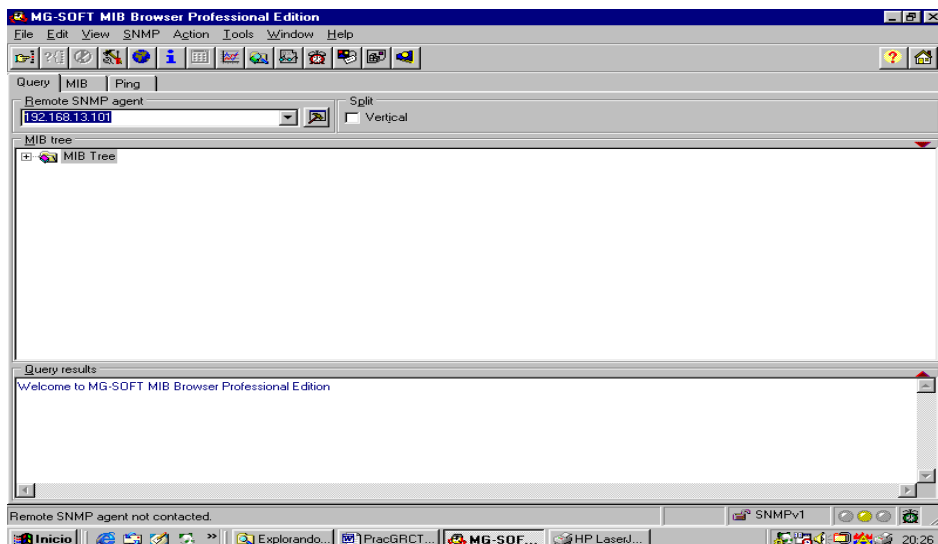 MG-SOFT MIB Browser Professional Edition
File Edit View SNMP Action Tools Window Help
Query MIB Ping
Remote SNMP agent
Split
192.168.13.101
Vertical
MIB tree
MIB Tree
Query results
Welcome to MG-SOFT MIB Browser Professional Edition
Remote SNMP agent not contacted.
SNMPv1
Inicio
Explorando...
PracGRCT...
MG-SOF...
HP LaserJ...
20:26